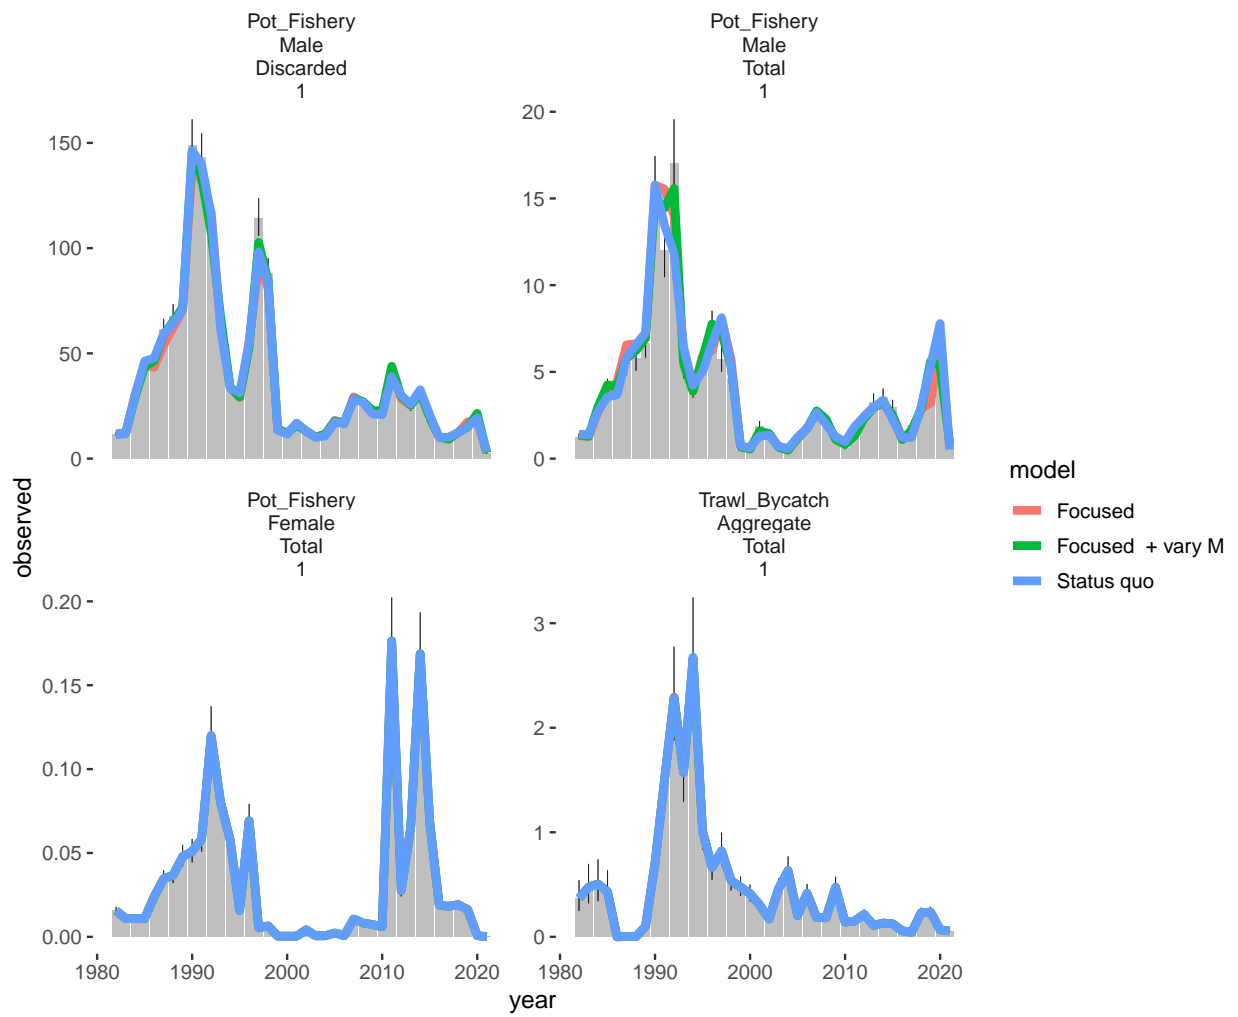 Pot_Fishery
Male
Discarded
1
Pot_Fishery
Male
Total
1
150
100
50
0
20
15
10
5
0
Pot_Fishery
Female
Total
1
Trawl_Bycatch
Aggregate
Total
1
0.20
0.15
0.10
0.05
0.00
3
2
1
0
1980 1990 2000 2010 2020
1980 1990 2000 2010 2020
year
observed
model
Focused
Focused + vary M
Status quo